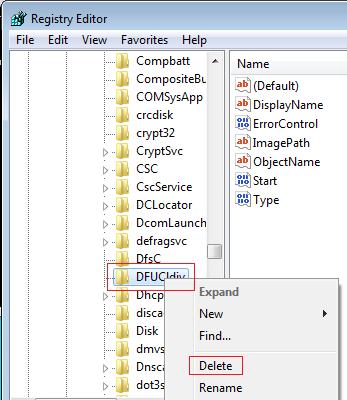 Registry Editor
File Edit View Favorites Help
Compbatt
CompositeBu
COMSysApp
crcdisk
crypt32
CryptSvc
CSC
CscService
DCLocator
DcomLaunch
defragsvc
DfsC
DFUCIdiv
Dhcp
disca
Disk
dmvs
Dnsca
dot3s
Name
(Default)
DisplayName
ErrorControl
ImagePath
ObjectName
Start
Type
Expand
New
Find...
Delete
Rename